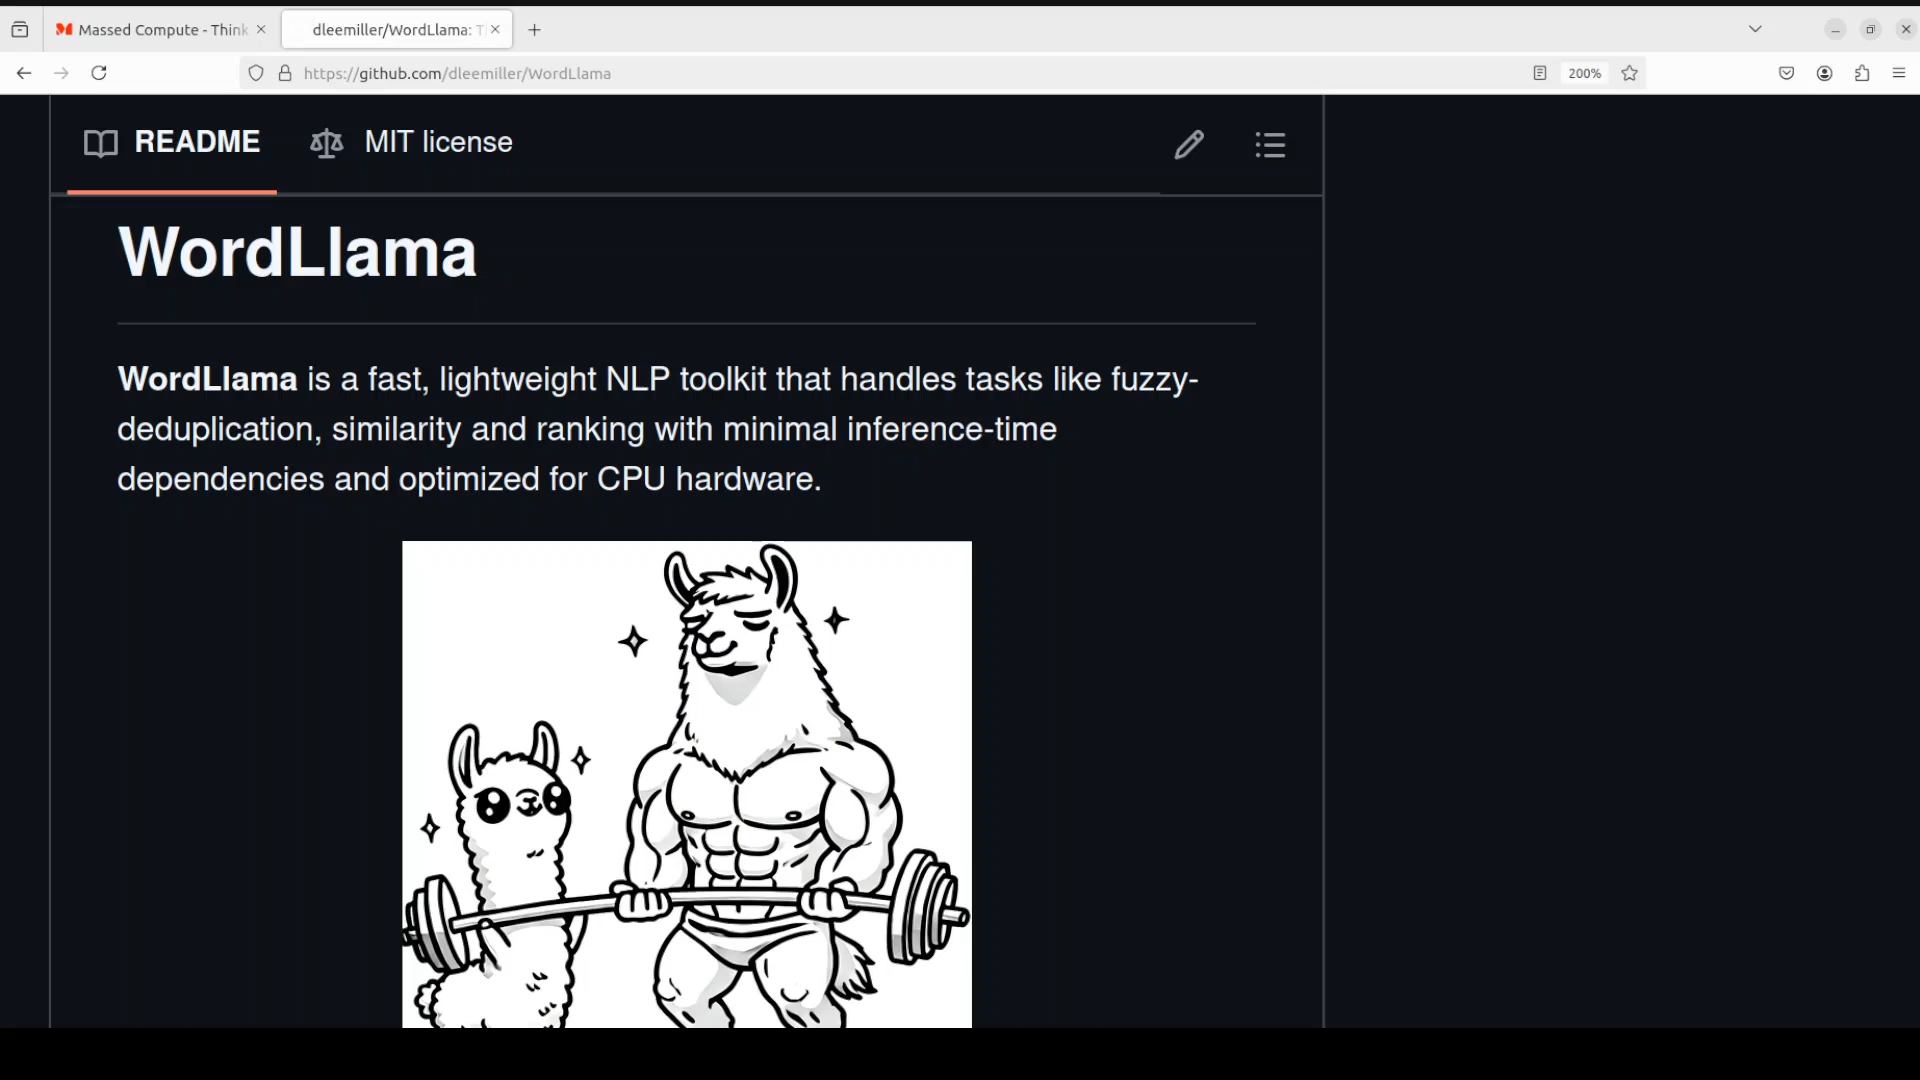 Massed Compute - Think
dleemiller/WordLlama: T
https://github.com/dleemiller/WordLlama
200%
README
MIT license
WordLlama
WordLlama is a fast, lightweight NLP toolkit that handles tasks like fuzzy-
deduplication, similarity and ranking with minimal inference-time
dependencies and optimized for CPU hardware.